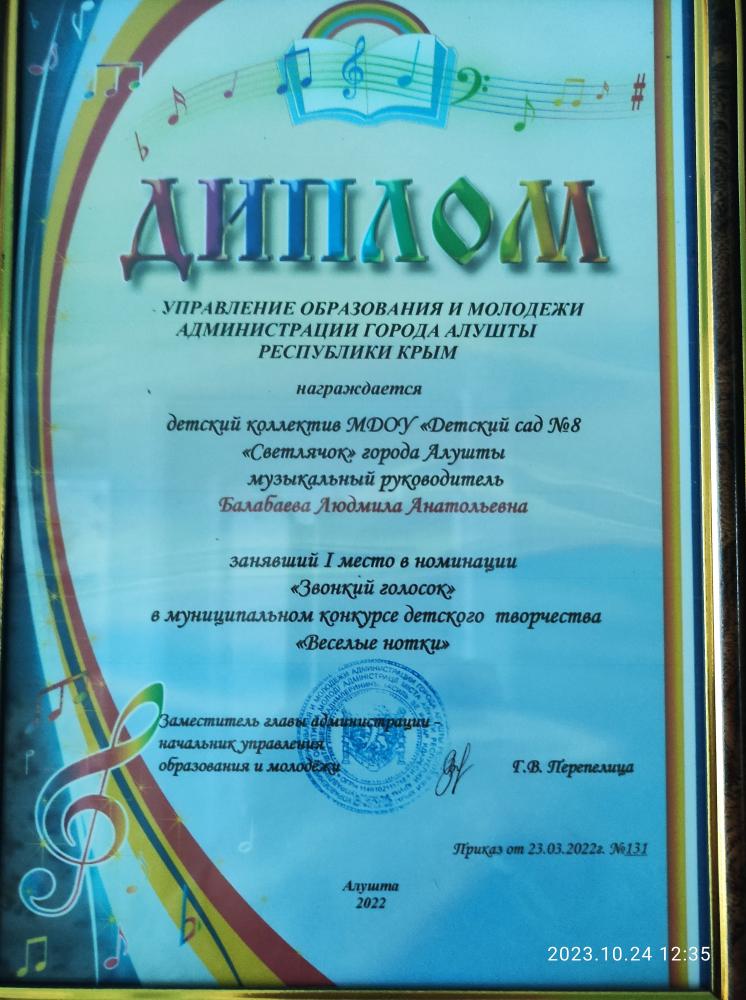 ДИПЛОМ
УПРАВЛЕНИЕ ОБРАЗОВАНИЯ И МОЛОДЕЖИ
АДМИНИСТРАЦИИ ГОРОДА АЛУШТЫ
РЕСПУБЛИКИ КРЫМ
награждается
детский коллектив МДОУ «Детский сад №8
«Светлячок» города Алушты
музыкальный руководитель
Балабаева Людмила Анатольевна
занявший I место в номинации
«Звонкий голосок»
в муниципальном конкурсе детского творчества
«Веселые нотки»
Заместитель главы администрации -
начальник управления
образования и молодежи
Г.В. Перепелица
Приказ от 23.03.2022г. №131
Алушта
2022
2023.10.24 12:35